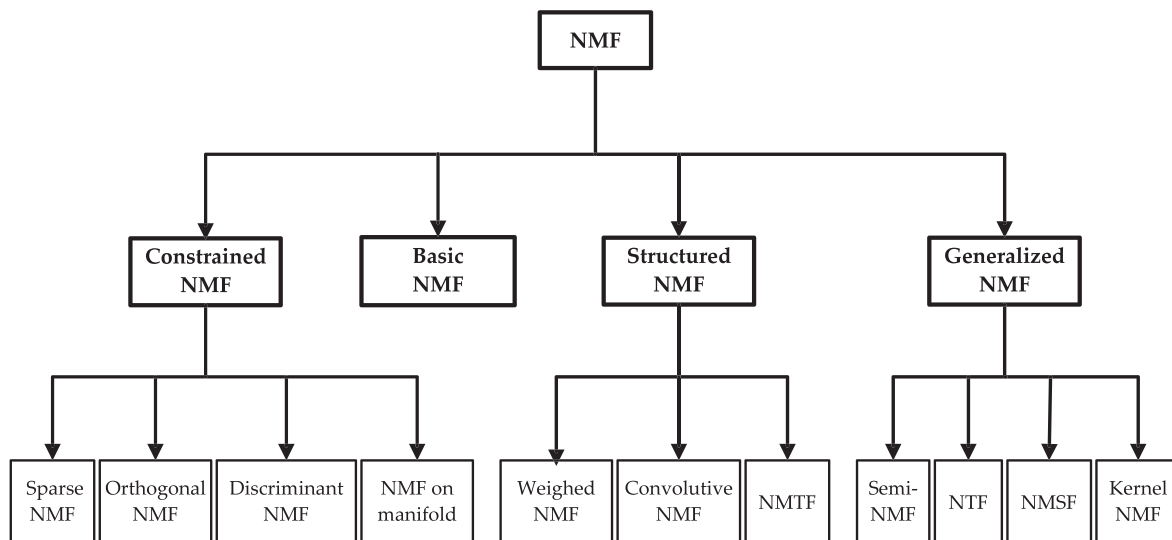 NMF
Constrained
NMF
Basic
NMF
Structured
NMF
Generalized
NMF
Sparse
NMF
Orthogonal
NMF
Discriminant
NMF
NMF on
manifold
Weighed
NMF
Convolutive
NMF
NMTF
Semi-
NMF
NTF
NMSF
Kernel
NMF